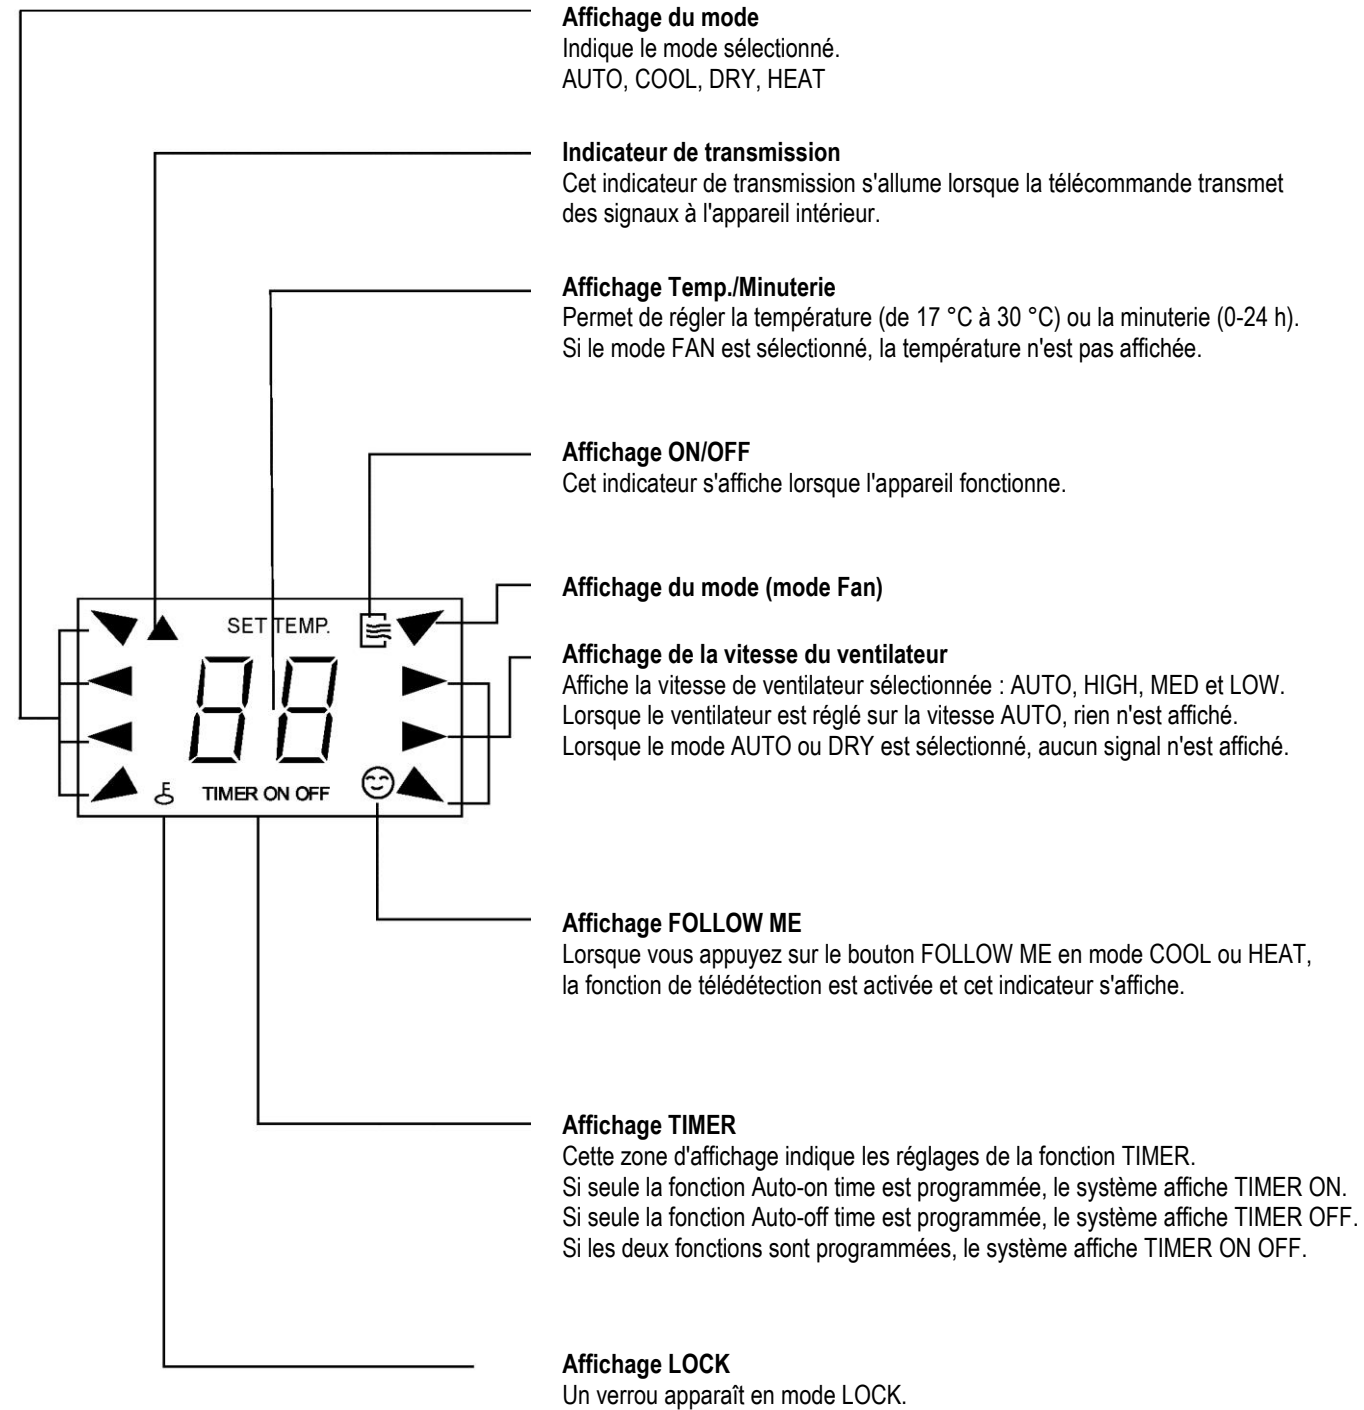 Affichage du mode
Indique le mode sélectionné.
AUTO, COOL, DRY, HEAT
Indicateur de transmission
Cet indicateur de transmission s'allume lorsque la télécommande transmet
des signaux à l'appareil intérieur.
Affichage Temp./Minuterie
Permet de régler la température (de 17 °C à 30 °C) ou la minuterie (0-24 h).
Si le mode FAN est sélectionné, la température n'est pas affichée.
Affichage ON/OFF
Cet indicateur s'affiche lorsque l'appareil fonctionne.
Affichage du mode (mode Fan)
SET TEMP.
88
TIMER ON OFF
Affichage de la vitesse du ventilateur
Affiche la vitesse de ventilateur sélectionnée : AUTO, HIGH, MED et LOW.
Lorsque le ventilateur est réglé sur la vitesse AUTO, rien n'est affiché.
Lorsque le mode AUTO ou DRY est sélectionné, aucun signal n'est affiché.
Affichage FOLLOW ME
Lorsque vous appuyez sur le bouton FOLLOW ME en mode COOL ou HEAT,
la fonction de télédétection est activée et cet indicateur s'affiche.
Affichage TIMER
Cette zone d'affichage indique les réglages de la fonction TIMER.
Si seule la fonction Auto-on time est programmée, le système affiche TIMER ON.
Si seule la fonction Auto-off time est programmée, le système affiche TIMER OFF.
Si les deux fonctions sont programmées, le système affiche TIMER ON OFF.
Affichage LOCK
Un verrou apparaît en mode LOCK.